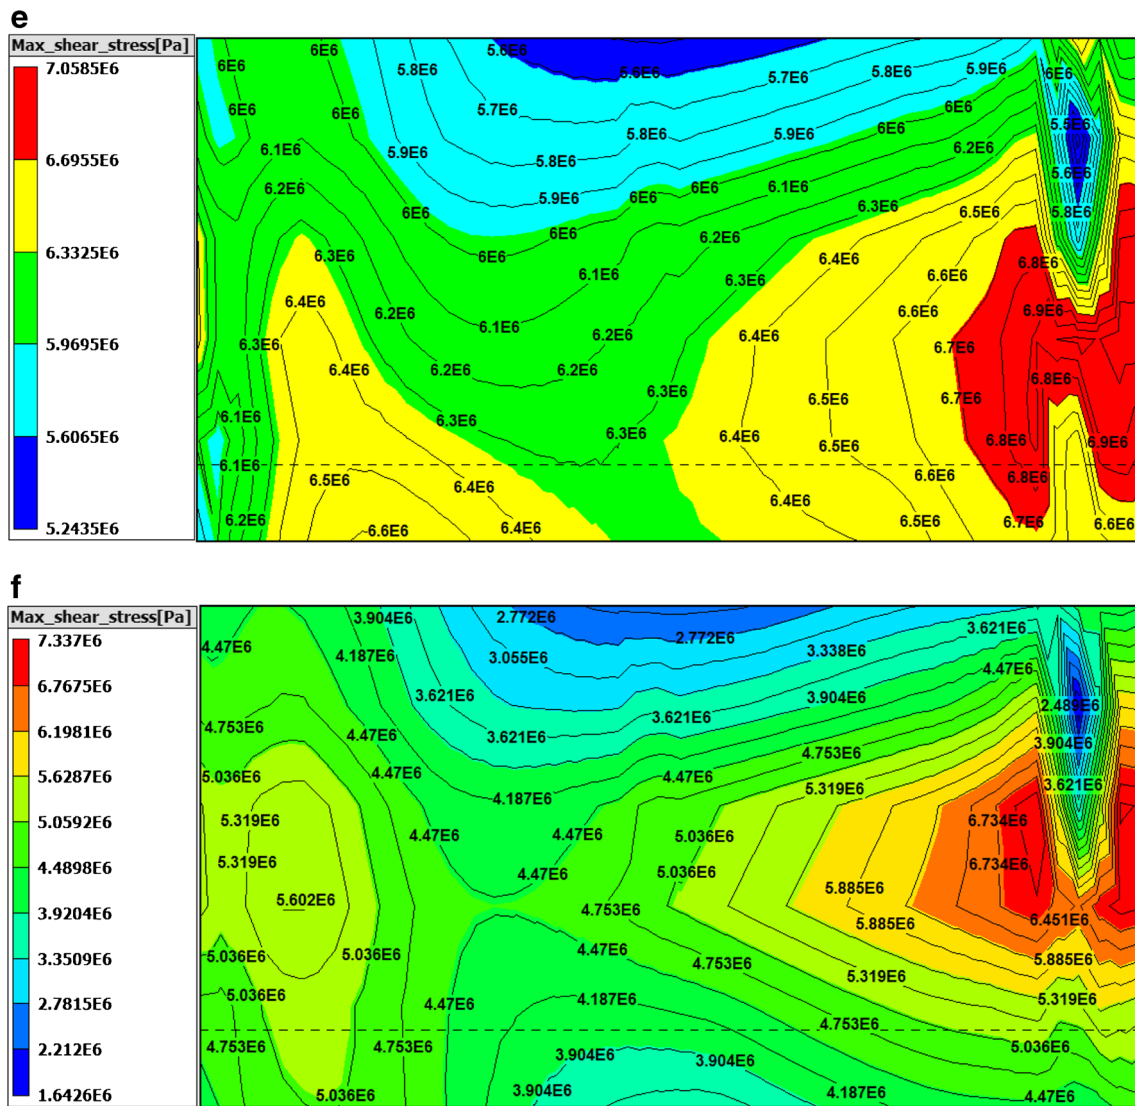 e
Max_shear_stress[Pa]
7.0585E6
6.6955E6
6.3325E6
5.9695E6
5.6065E6
5.2435E6
6E6 6E6 5.6E6 5.6E6 5.8E6 5.7E6 5.8E6 5.9E6 6E6
6E6 6E6 5.7E6 5.8E6 5.9E6 6E6 6E6 5.5E6
6.1E6 5.9E6 5.8E6 6.2E6
6.2E6 5.9E6 6E6 6E6 6.1E6 5.6E6
6E6 6E6 6.2E6 6.3E6 6.5E6 5.8E6
6.3E6 6E6 6.1E6 6.3E6 6.4E6 6.6E6 6.8E6
6.4E6 6.2E6 6.1E6 6.2E6 6.4E6 6.6E6 6.9E6
6.3E6 6.4E6 6.2E6 6.2E6 6.3E6 6.7E6 6.8E6
6.1E6 6.3E6 6.3E6 6.4E6 6.5E6 6.7E6
6.5E6 6.8E6 6.9E6
6.1E6 6.5E6 6.4E6 6.4E6 6.6E6 6.8E6
6.2E6 6.6E6 6.4E6 6.5E6 6.7E6 6.6E6
f
Max_shear_stress[Pa]
7.337E6
6.7675E6
6.1981E6
5.6287E6
5.0592E6
4.4898E6
3.9204E6
3.3509E6
2.7815E6
2.212E6
1.6426E6
3.904E6 2.772E6 2.772E6 3.621E6
4.47E6 4.187E6 3.055E6 3.338E6 4.47E6
3.621E6 3.904E6 2.489E6
4.753E6 4.47E6 3.621E6 3.621E6 4.753E6 3.904E6
5.036E6 4.47E6 4.187E6 4.47E6 5.319E6 3.621E6
5.319E6 4.47E6 4.47E6 5.036E6 6.734E6
5.319E6 4.47E6 5.036E6 6.734E6
5.602E6 4.753E6 5.885E6 5.885E6 6.451E6
5.036E6 5.036E6 4.47E6 4.753E6 5.319E6 5.885E6
5.036E6 4.47E6 4.187E6 4.753E6 5.319E6
4.753E6 4.753E6 3.904E6 3.904E6 5.036E6
5.036E6 3.904E6 4.187E6 4.47E6